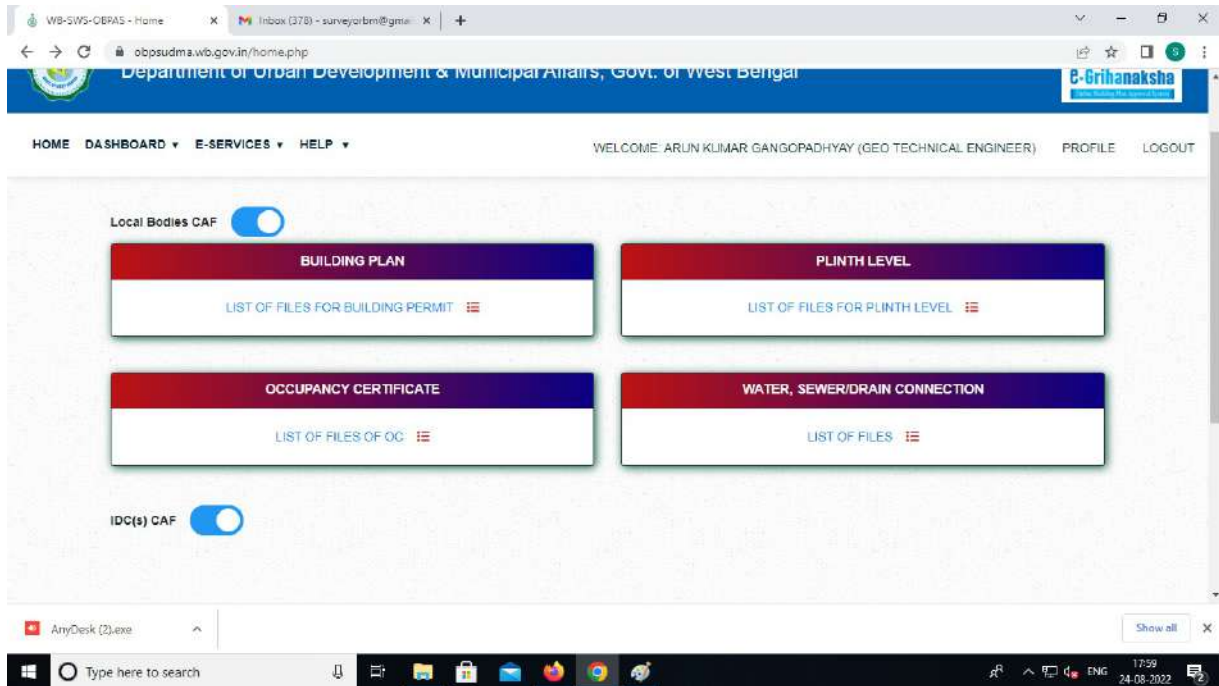 WB-SWS-OBPAS - Home
Inbox (378) - surveyorbm@gmai
obpsudma.wb.gov.in/home.php
S
Department of Urban Development & Municipal Affairs, Govt. of West Bengal
e-Grihanaksha
HOME DASHBOARD ▾ E-SERVICES ▾ HELP ▾
WELCOME: ARUN KUMAR GANGOPADHYAY (GEO TECHNICAL ENGINEER) PROFILE LOGOUT
Local Bodies CAF
BUILDING PLAN
LIST OF FILES FOR BUILDING PERMIT
PLINTH LEVEL
LIST OF FILES FOR PLINTH LEVEL
OCCUPANCY CERTIFICATE
LIST OF FILES OF OC
WATER, SEWER/DRAIN CONNECTION
LIST OF FILES
IDC(s) CAF
AnyDesk (2).exe
Show all
Type here to search
ENG
17:59
24-08-2022
2